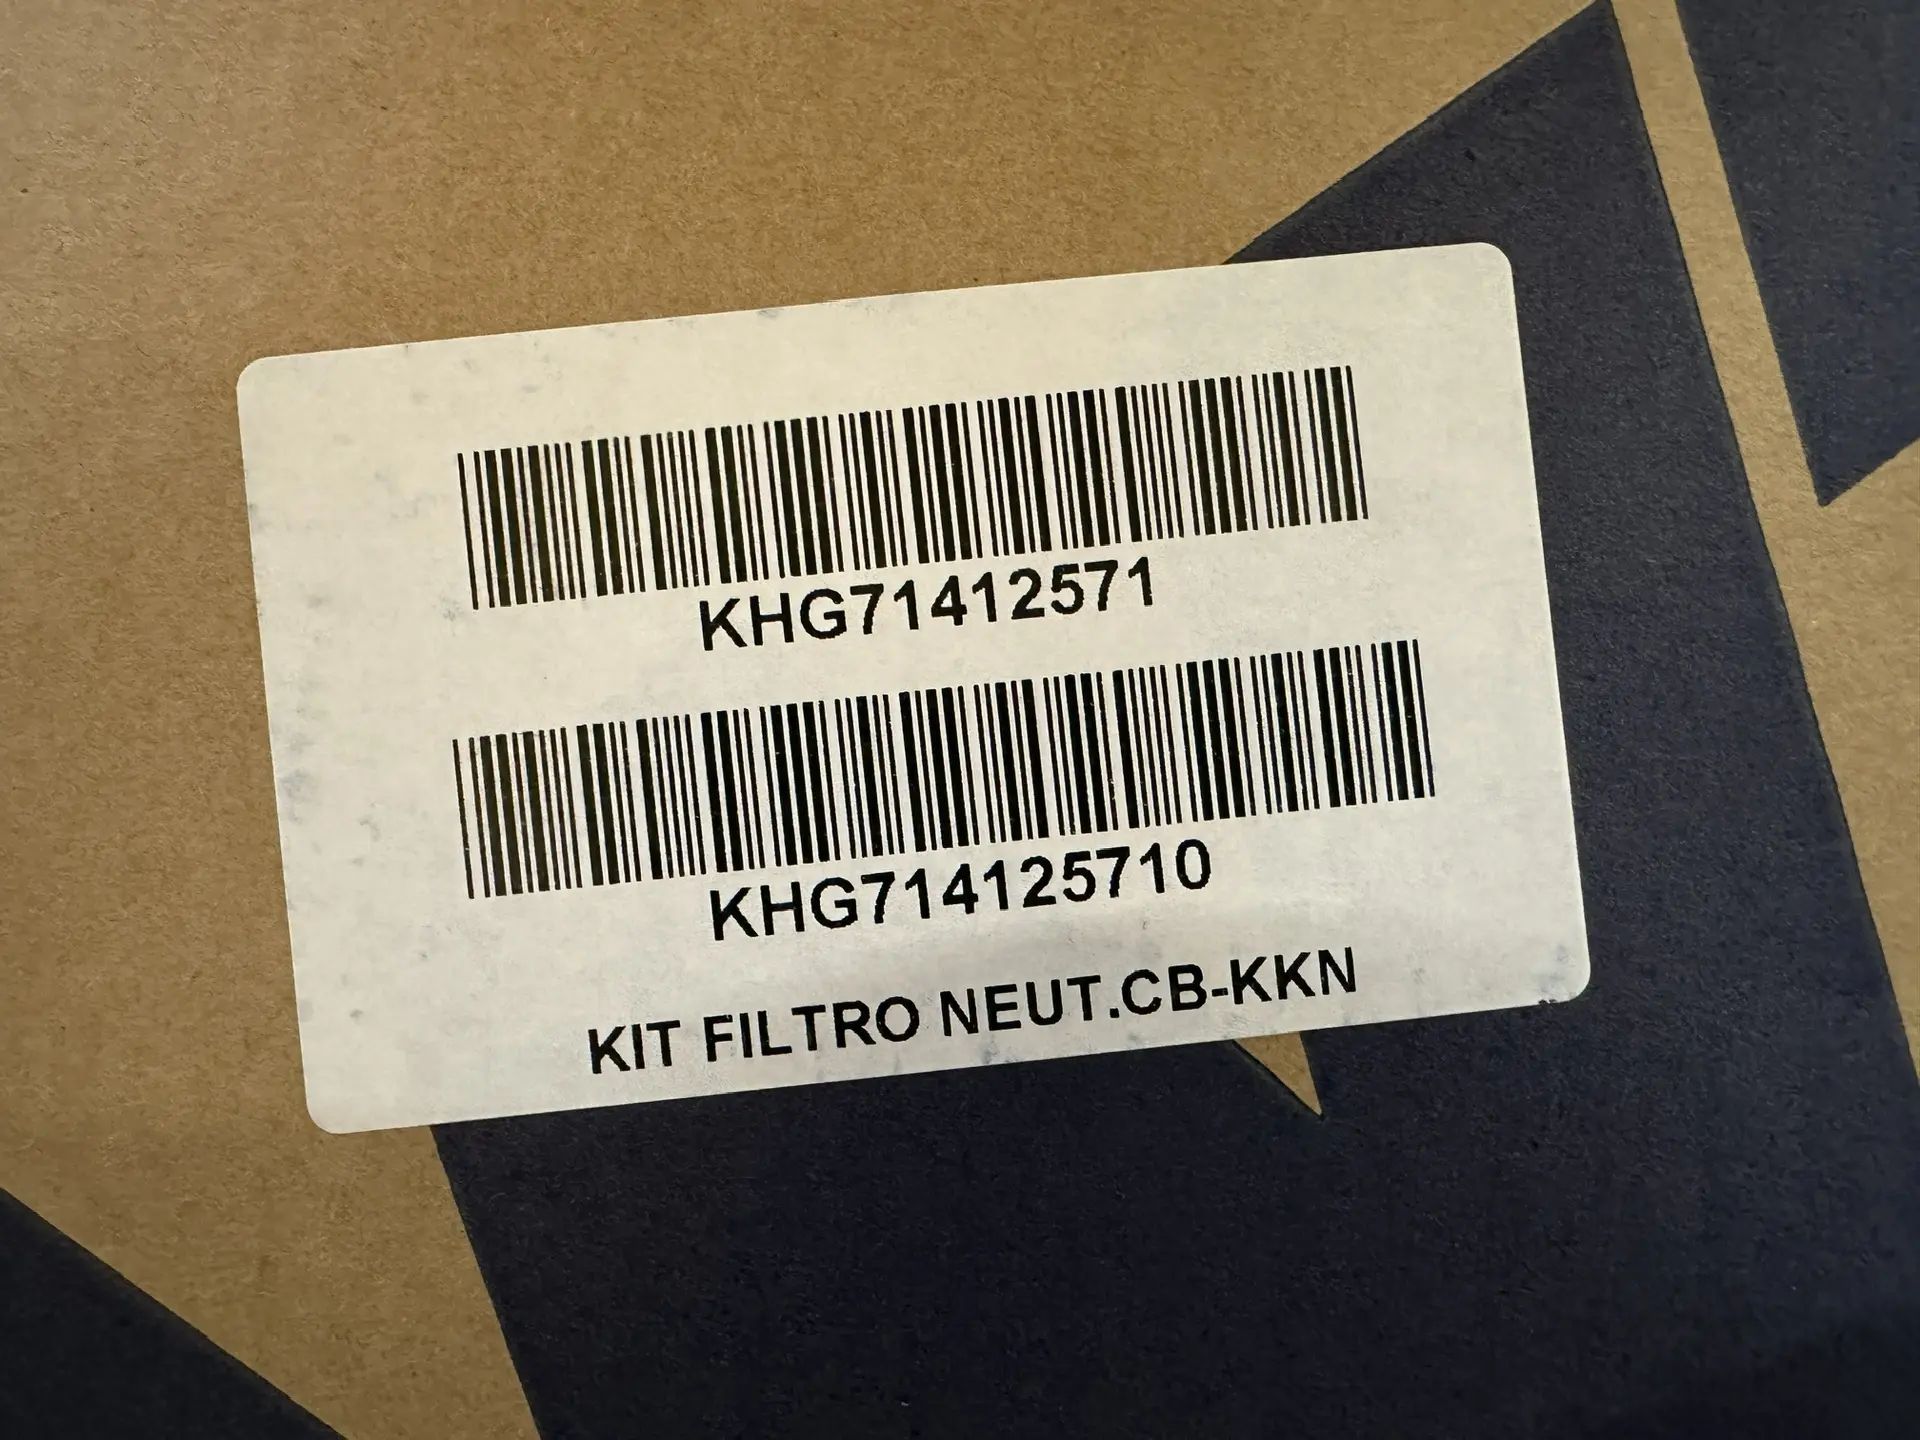 KHG71412571
KHG714125710
KIT FILTRO NEUT.CB-KKN